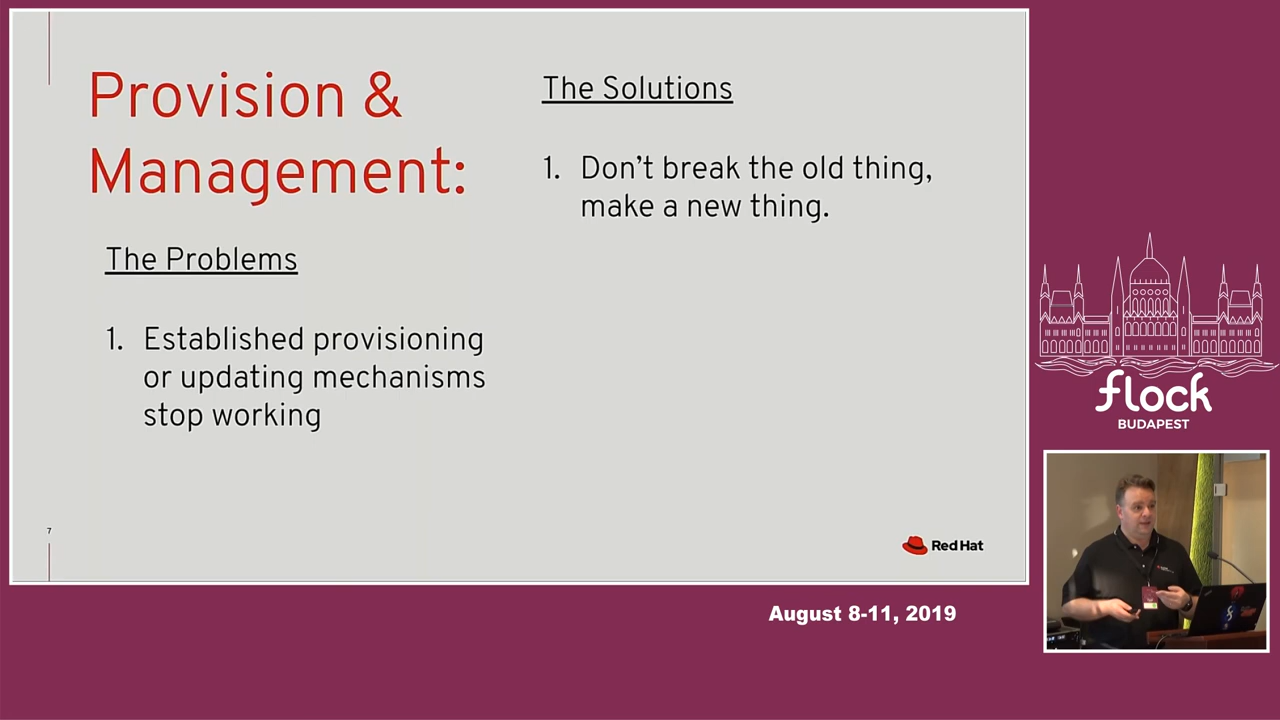 Provision &
Management:
The Problems
1. Established provisioning
or updating mechanisms
stop working
The Solutions
1. Don't break the old thing,
make a new thing.
7
Red Hat
flock
BUDAPEST
August 8-11, 2019